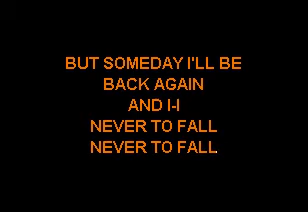 BUT SOMEDAY I'LL BE
BACK AGAIN
AND I-I
NEVER TO FALL
NEVER TO FALL